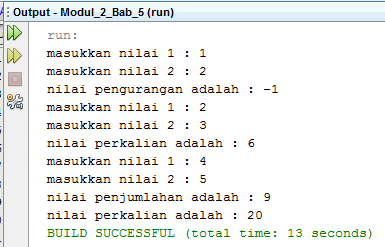 Output - Modul_2_Bab_5 (run)
run:
masukkan nilai 1 : 1
masukkan nilai 2 : 2
nilai pengurangan adalah : -1
masukkan nilai 1 : 2
masukkan nilai 2 : 3
nilai perkalian adalah : 6
masukkan nilai 1 : 4
masukkan nilai 2 : 5
nilai penjumlahan adalah : 9
nilai perkalian adalah : 20
BUILD SUCCESSFUL (total time: 13 seconds)